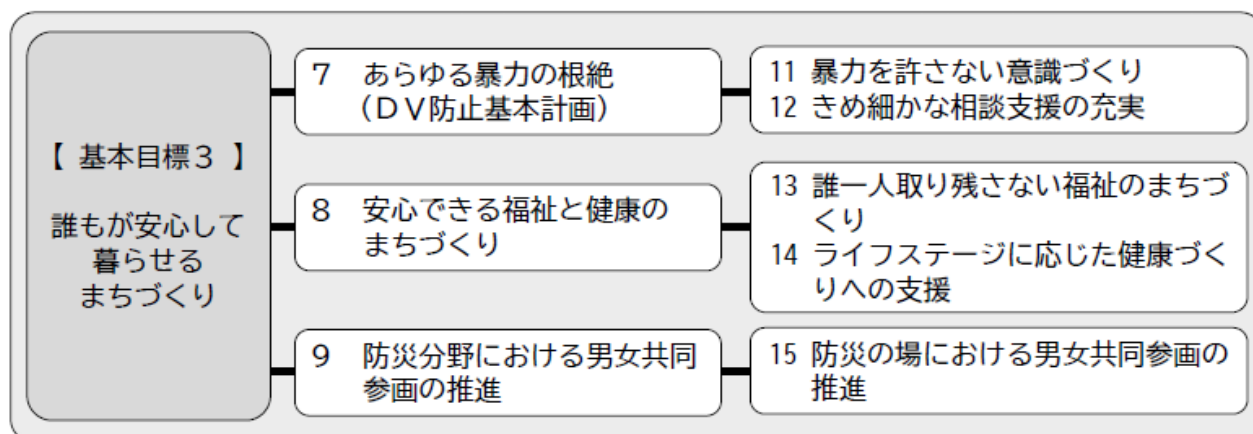 【 基本目標３ 】
誰もが安心して
暮らせる
まちづくり
７ あらゆる暴力の根絶
（ＤＶ防止基本計画）
11 暴力を許さない意識づくり
12 きめ細かな相談支援の充実
８ 安心できる福祉と健康の
まちづくり
13 誰一人取り残さない福祉のまちづ
くり
14 ライフステージに応じた健康づく
りへの支援
９ 防災分野における男女共同
参画の推進
15 防災の場における男女共同参画の
推進